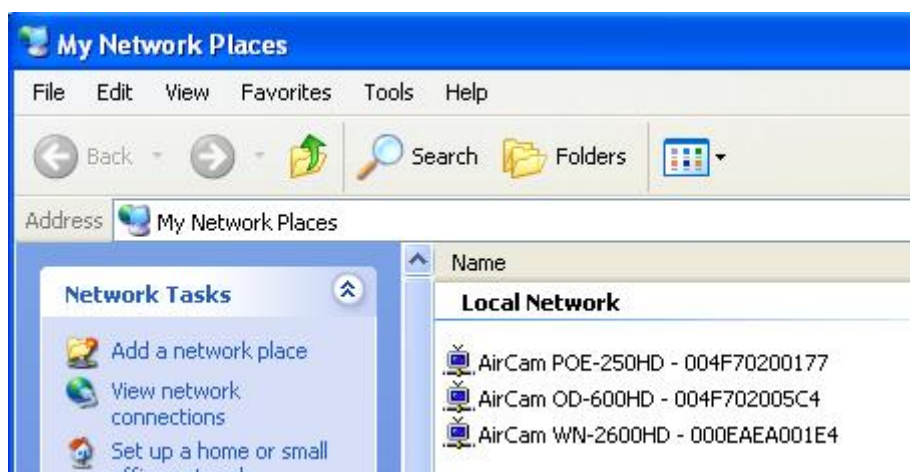 My Network Places
File Edit View Favorites Tools Help
Back Search Folders
Address My Network Places
Network Tasks
Add a network place
View network
connections
Set up a home or small
Name
Local Network
AirCam POE-250HD - 004F70200177
AirCam OD-600HD - 004F702005C4
AirCam WN-2600HD - 000EAEA001E4